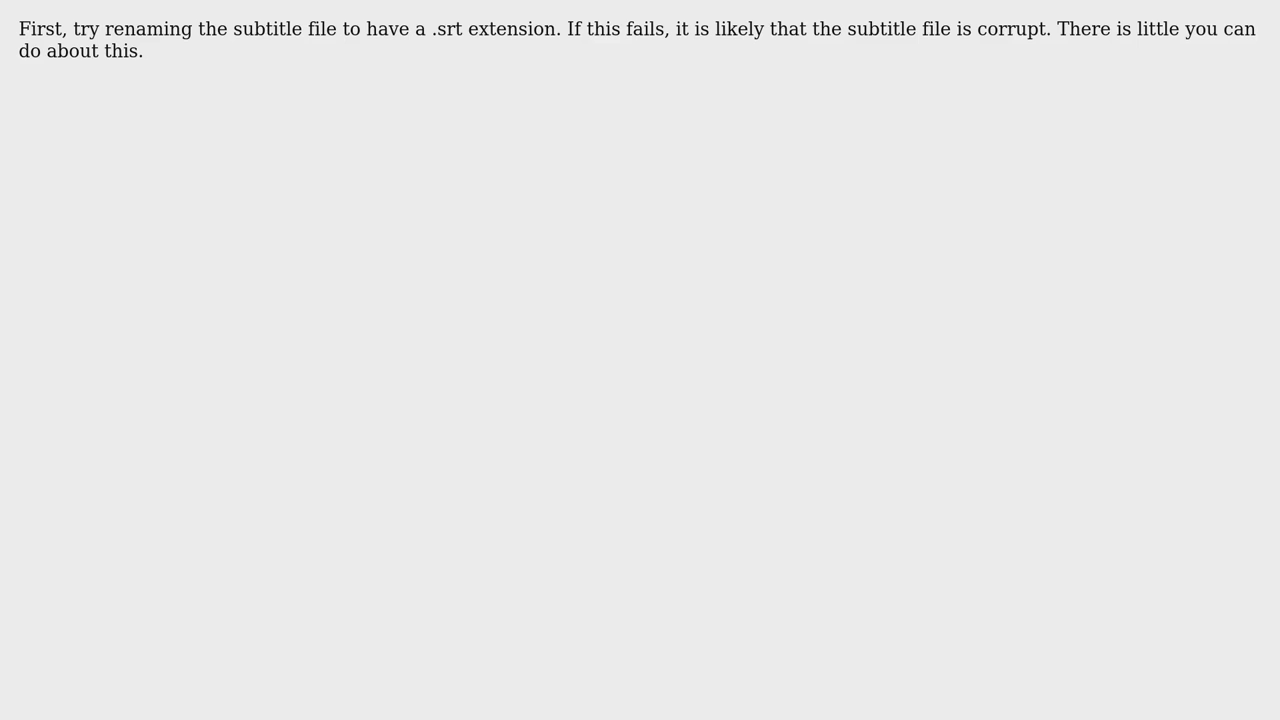 First, try renaming the subtitle file to have a .srt extension. If this fails, it is likely that the subtitle file is corrupt. There is little you can
do about this.